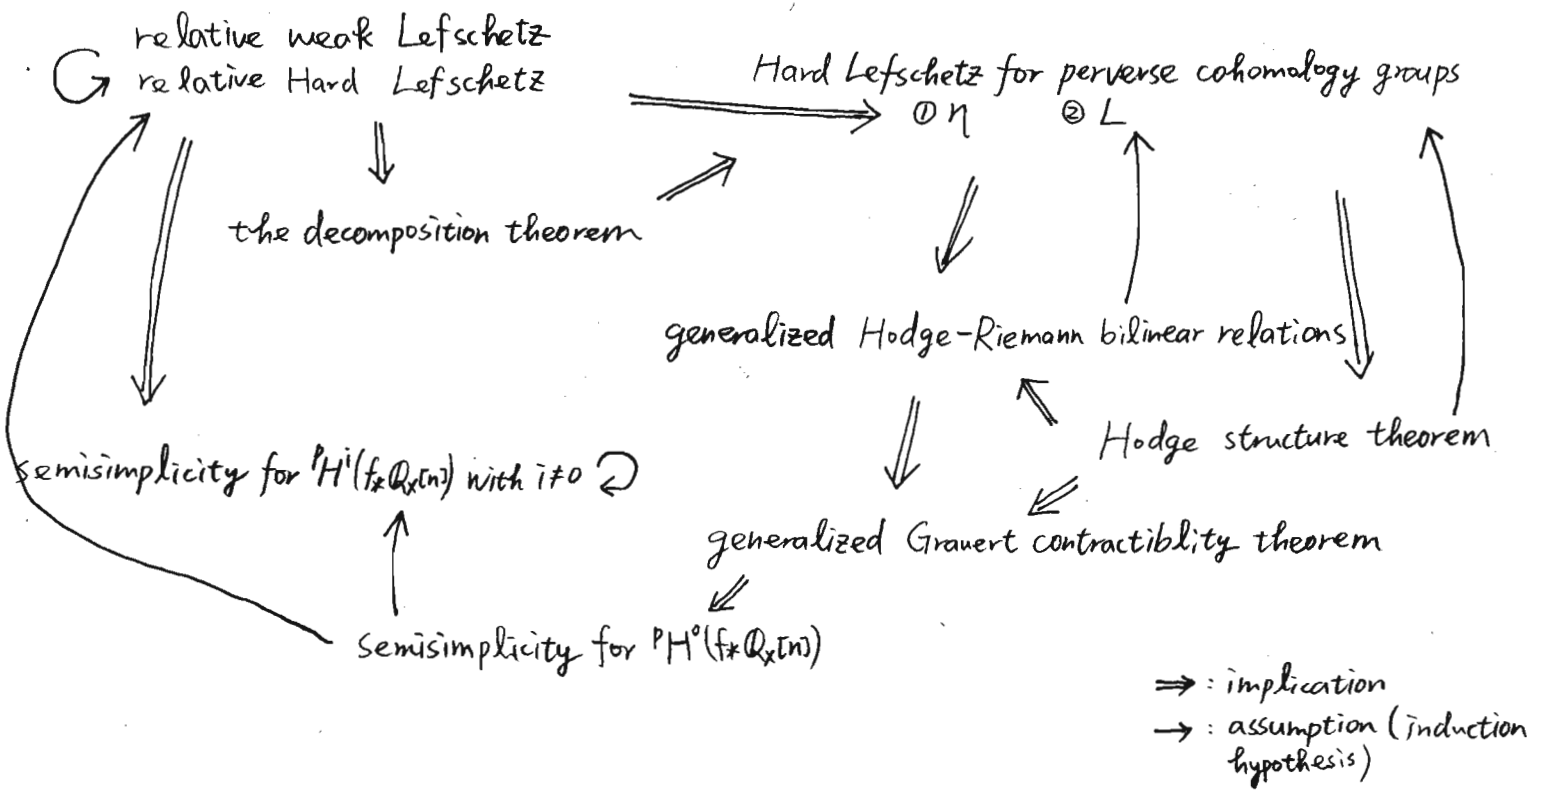 relative weak Lefschetz
relative Hard Lefschetz
Hard Lefschetz for perverse cohomology groups
① η ② L
the decomposition theorem
generalized Hodge-Riemann bilinear relations
Hodge structure theorem
semisimplicity for ᵖHⁱ(f∗Qₓ[n]) with i≠0
generalized Grauert contractiblity theorem
semisimplicity for ᵖH⁰(f∗Qₓ[n])
⇒ : implication
→ : assumption (induction
hypothesis)